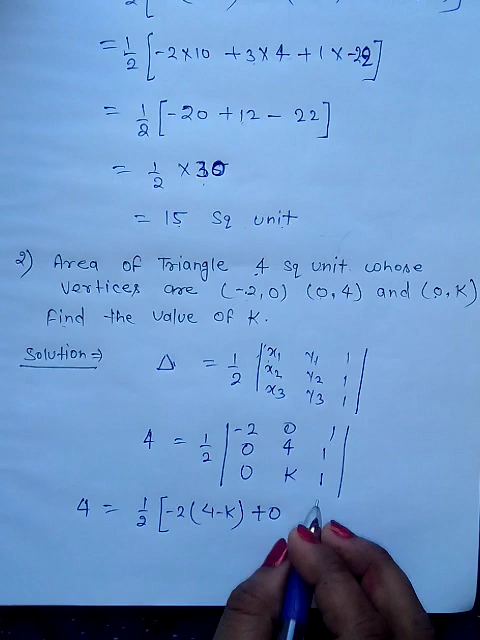 = 1/2 [-2×10 +3×4 +1×-22]
= 1/2 [-20 +12 - 22]
= 1/2 ×30
= 15 Sq unit
2) Area of Triangle 4 sq unit whose
vertices are (-2,0) (0,4) and (0,K)
Find the value of K.
Solution⇒ Δ = 1/2 | x1 y1 1
x2 y2 1
x3 y3 1 |
4 = 1/2 | -2 0 1
0 4 1
0 K 1 |
4 = 1/2 [-2(4-K) +0